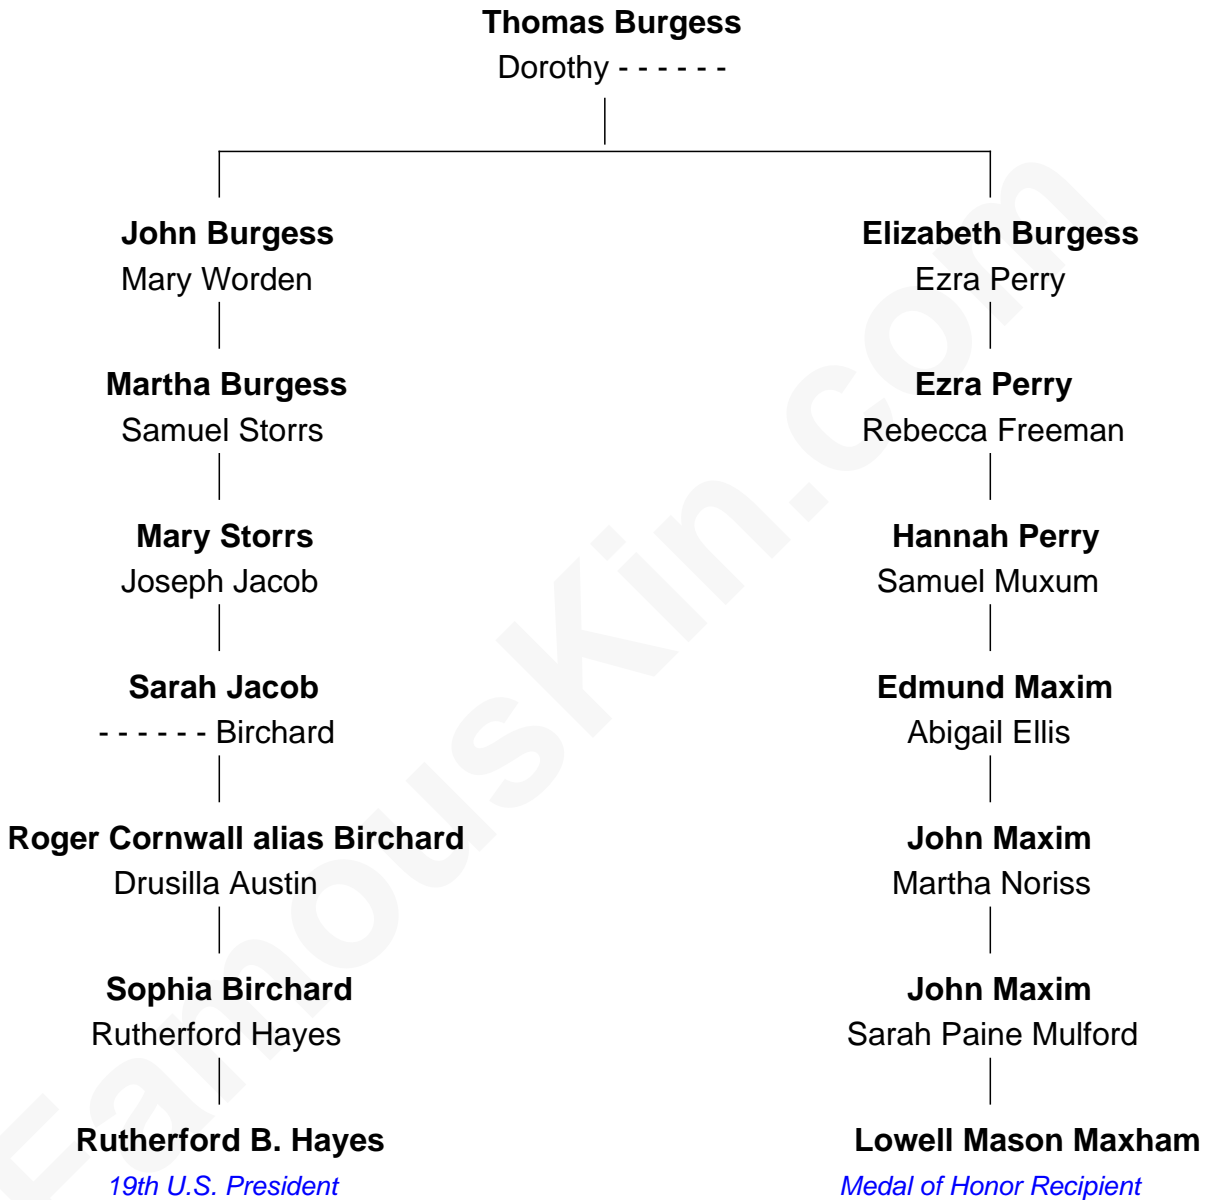 Thomas Burgess
Dorothy - - - - - -
John Burgess
Mary Worden
Elizabeth Burgess
Ezra Perry
Martha Burgess
Samuel Storrs
Ezra Perry
Rebecca Freeman
Mary Storrs
Joseph Jacob
Hannah Perry
Samuel Muxum
Sarah Jacob
- - - - - - Birchard
Edmund Maxim
Abigail Ellis
Roger Cornwall alias Birchard
Drusilla Austin
John Maxim
Martha Noriss
Sophia Birchard
Rutherford Hayes
John Maxim
Sarah Paine Mulford
Rutherford B. Hayes
19th U.S. President
Lowell Mason Maxham
Medal of Honor Recipient
FamousKin.com